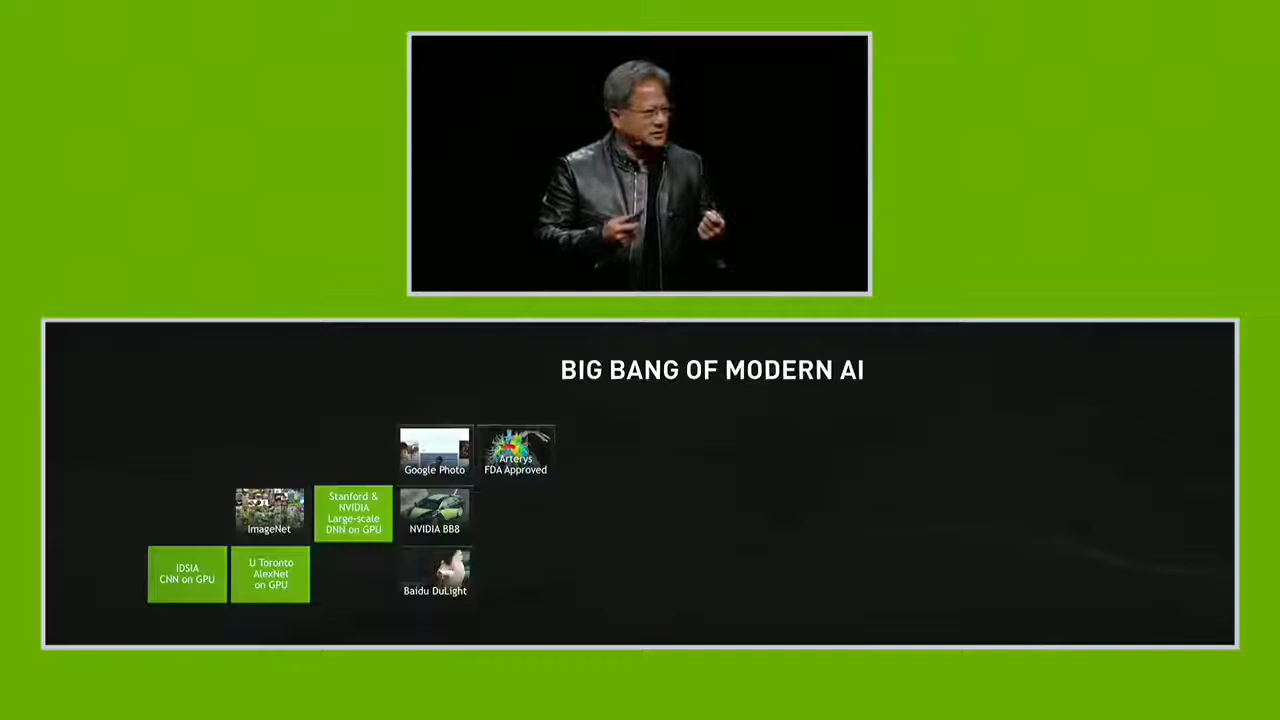 BIG BANG OF MODERN AI
Google Photo
Arterys
FDA Approved
ImageNet
Stanford &
NVIDIA
Large-scale
DNN on GPU
NVIDIA BB8
IDSIA
CNN on GPU
U Toronto
AlexNet
on GPU
Baidu DuLight